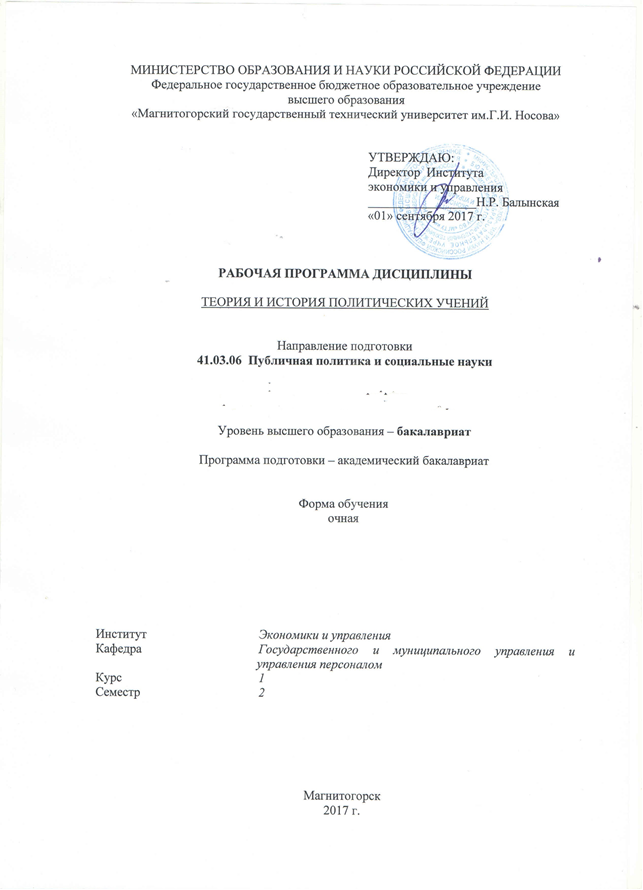 МИНИСТЕРСТВО ОБРАЗОВАНИЯ И НАУКИ РОССИЙСКОЙ ФЕДЕРАЦИИ
Федеральное государственное бюджетное образовательное учреждение
высшего образования
«Магнитогорский государственный технический университет им.Г.И. Носова»
УТВЕРЖДАЮ:
Директор Института
экономики и управления
Н.Р. Балынская
«01» сентября 2017 г.
РАБОЧАЯ ПРОГРАММА ДИСЦИПЛИНЫ
ТЕОРИЯ И ИСТОРИЯ ПОЛИТИЧЕСКИХ УЧЕНИЙ
Направление подготовки
41.03.06 Публичная политика и социальные науки
Уровень высшего образования – бакалавриат
Программа подготовки – академический бакалавриат
Форма обучения
очная
Институт Экономики и управления
Кафедра Государственного и муниципального управления и
управления персоналом
Курс 1
Семестр 2
Магнитогорск
2017 г.